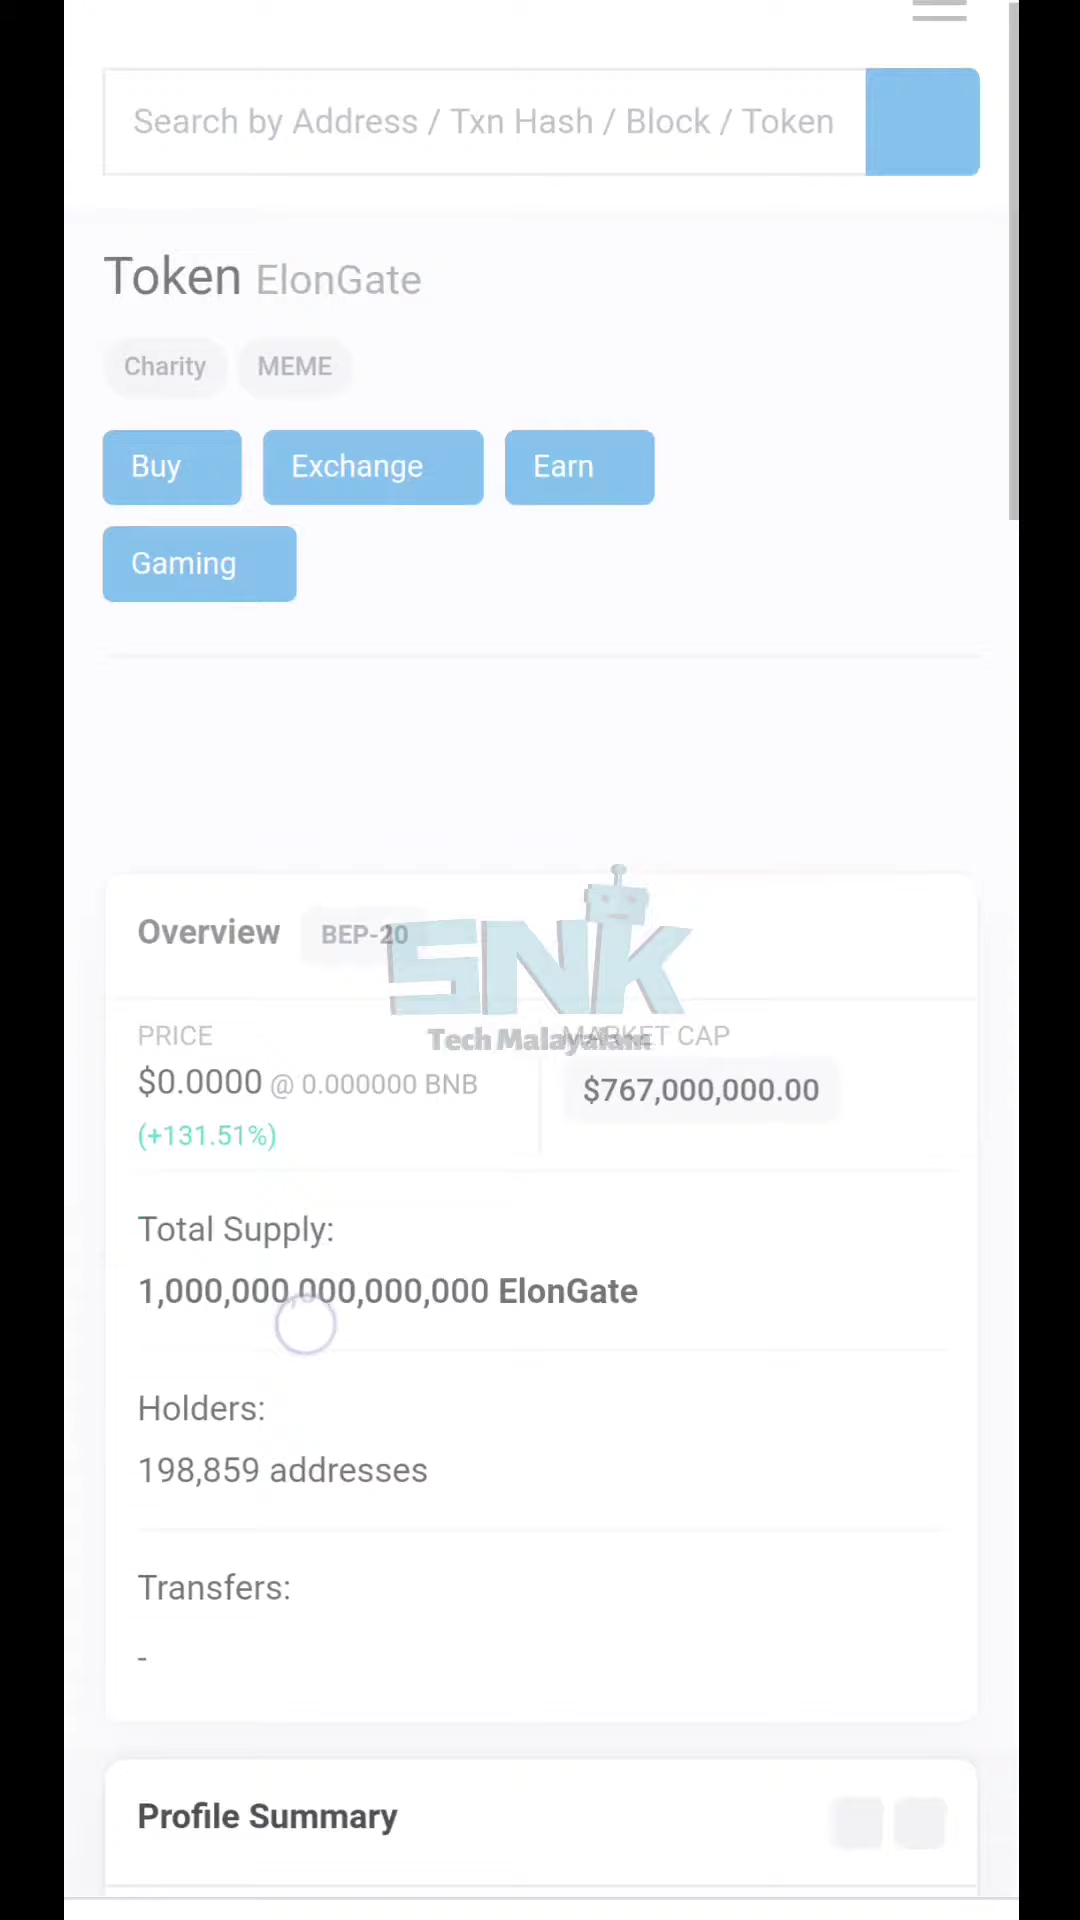 Search by Address / Txn Hash / Block / Token
Token ElonGate
Charity MEME
Buy Exchange Earn
Gaming
Overview BEP-20
SNK
Tech Malayalam
PRICE
$0.0000 @ 0.000000 BNB
(+131.51%)
MARKET CAP
$767,000,000.00
Total Supply:
1,000,000,000,000,000 ElonGate
Holders:
198,859 addresses
Transfers:
-
Profile Summary